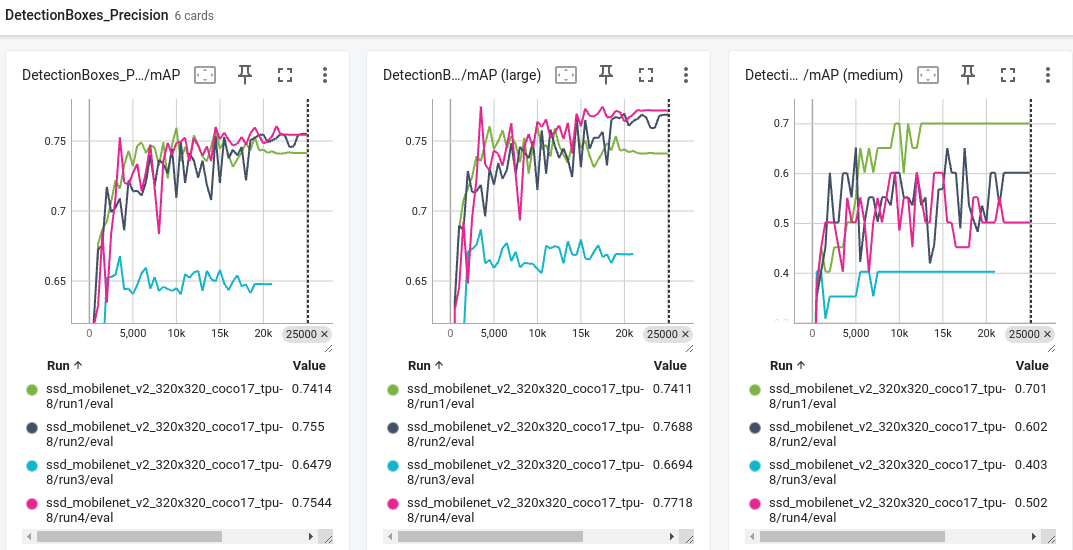 DetectionBoxes_Precision 6 cards
DetectionBoxes_P.../mAP
0.75
0.7
0.65
0 5,000 10k 15k 20k 25000 ×
Run ↑ Value
ssd_mobilenet_v2_320x320_coco17_tpu-8/run1/eval 0.7414
ssd_mobilenet_v2_320x320_coco17_tpu-8/run2/eval 0.755
ssd_mobilenet_v2_320x320_coco17_tpu-8/run3/eval 0.6479
ssd_mobilenet_v2_320x320_coco17_tpu-8/run4/eval 0.7544
DetectionB.../mAP (large)
0.75
0.7
0.65
0 5,000 10k 15k 20k 25000 ×
Run ↑ Value
ssd_mobilenet_v2_320x320_coco17_tpu-8/run1/eval 0.7411
ssd_mobilenet_v2_320x320_coco17_tpu-8/run2/eval 0.7688
ssd_mobilenet_v2_320x320_coco17_tpu-8/run3/eval 0.6694
ssd_mobilenet_v2_320x320_coco17_tpu-8/run4/eval 0.7718
Detecti... /mAP (medium)
0.7
0.6
0.5
0.4
0 5,000 10k 15k 20k 25000 ×
Run ↑ Value
ssd_mobilenet_v2_320x320_coco17_tpu-8/run1/eval 0.701
ssd_mobilenet_v2_320x320_coco17_tpu-8/run2/eval 0.602
ssd_mobilenet_v2_320x320_coco17_tpu-8/run3/eval 0.403
ssd_mobilenet_v2_320x320_coco17_tpu-8/run4/eval 0.502